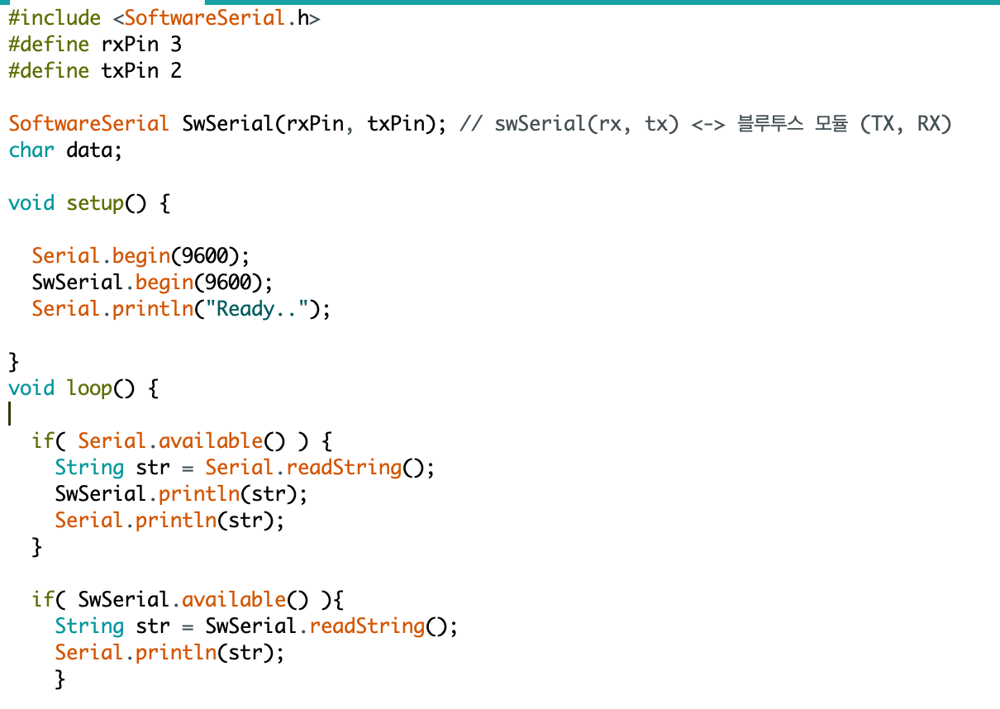 #include <SoftwareSerial.h>
#define rxPin 3
#define txPin 2
SoftwareSerial SwSerial(rxPin, txPin); // swSerial(rx, tx) <-> 블루투스 모듈 (TX, RX)
char data;
void setup() {
  Serial.begin(9600);
  SwSerial.begin(9600);
  Serial.println("Ready..");
}
void loop() {
  if( Serial.available() ) {
    String str = Serial.readString();
    SwSerial.println(str);
    Serial.println(str);
  }
  if( SwSerial.available() ){
    String str = SwSerial.readString();
    Serial.println(str);
    }